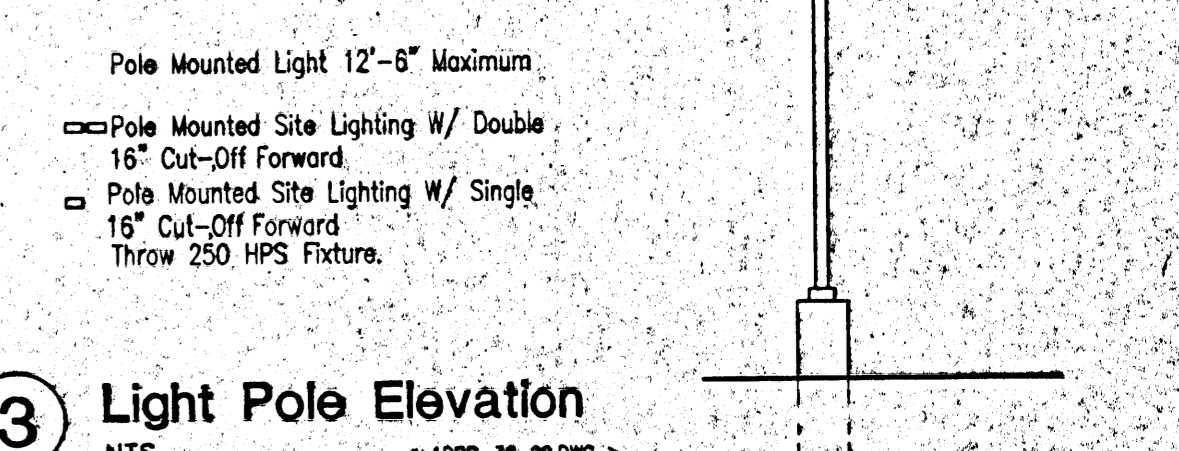 Pole Mounted Light 12'-6" Maximum
Pole Mounted Site Lighting W/ Double
16" Cut-Off Forward
Pole Mounted Site Lighting W/ Single
16" Cut-Off Forward
Throw 250 HPS Fixture.
3 Light Pole Elevation
NTS